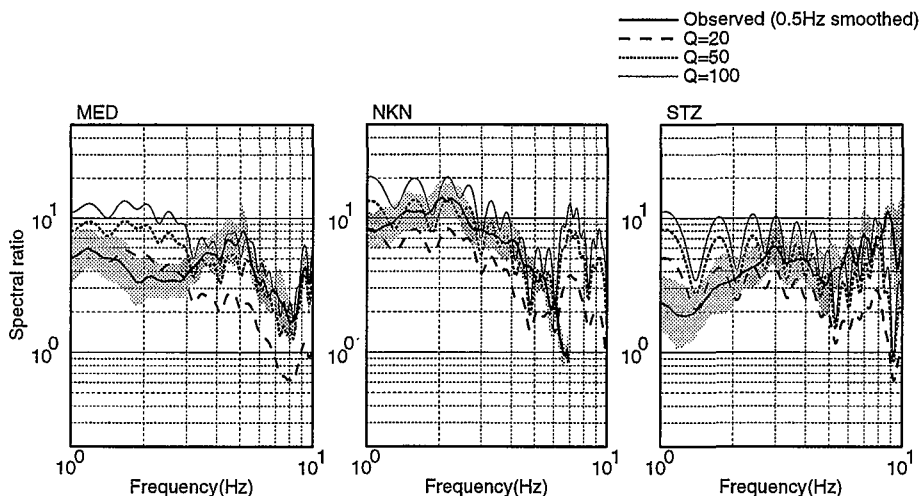 Observed (0.5Hz smoothed)
Q=20
Q=50
Q=100
MED
NKN
STZ
Spectral ratio
10^1
10^0
10^1
10^0
10^1
10^0
10^0
10^1
10^0
10^1
10^0
10^1
Frequency(Hz)
Frequency(Hz)
Frequency(Hz)